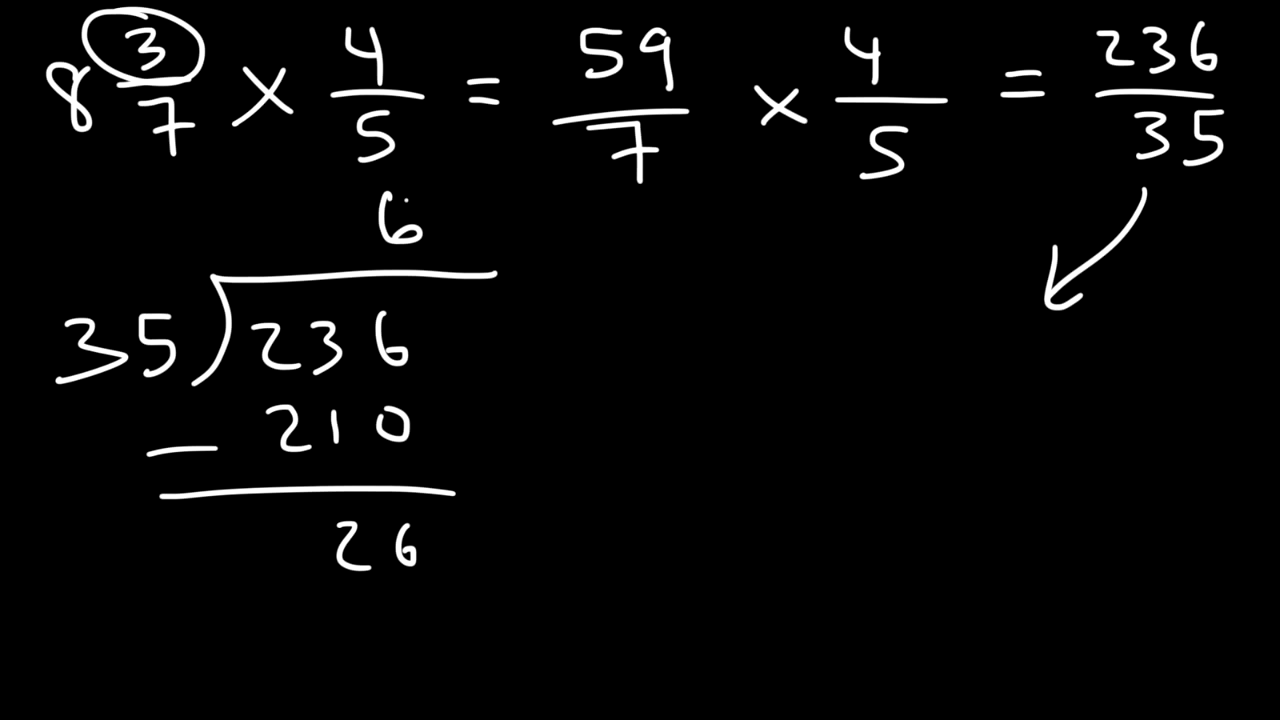 8 3/7 × 4/5 = 59/7 × 4/5 = 236/35
6
35)236
− 210
26